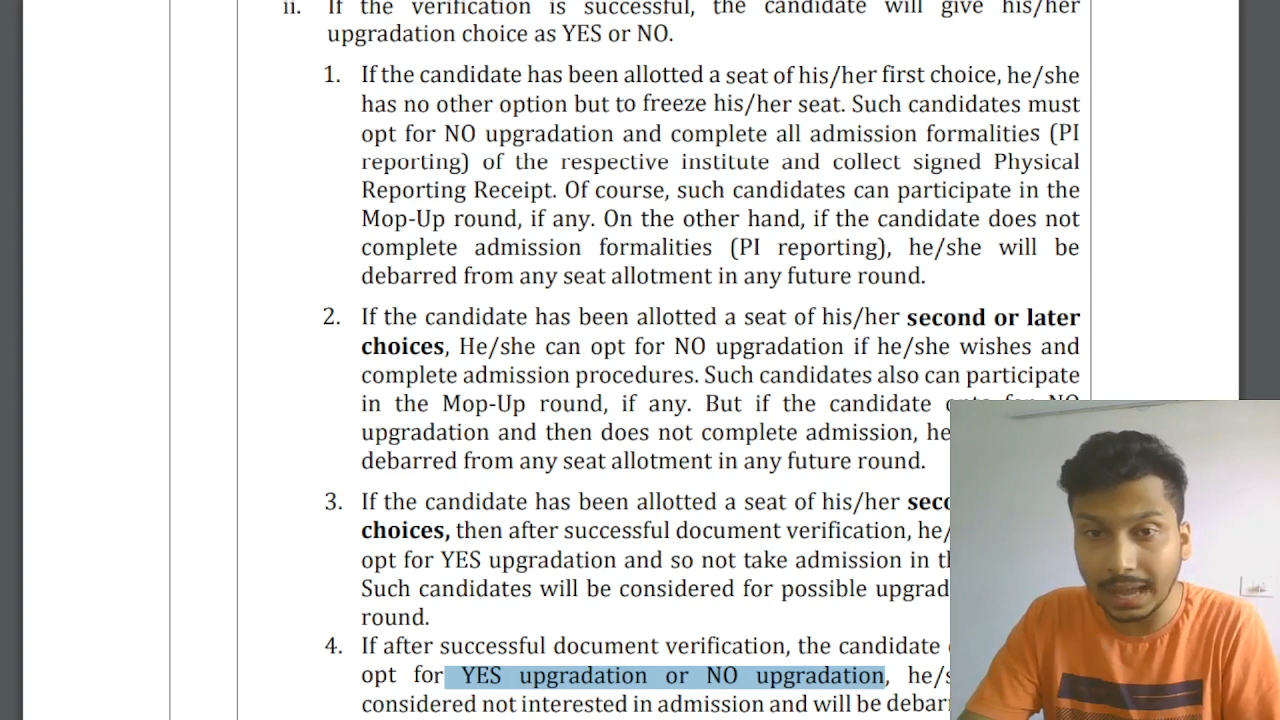 ii. If the verification is successful, the candidate will give his/her
upgradation choice as YES or NO.
1. If the candidate has been allotted a seat of his/her first choice, he/she
has no other option but to freeze his/her seat. Such candidates must
opt for NO upgradation and complete all admission formalities (PI
reporting) of the respective institute and collect signed Physical
Reporting Receipt. Of course, such candidates can participate in the
Mop-Up round, if any. On the other hand, if the candidate does not
complete admission formalities (PI reporting), he/she will be
debarred from any seat allotment in any future round.
2. If the candidate has been allotted a seat of his/her second or later
choices, He/she can opt for NO upgradation if he/she wishes and
complete admission procedures. Such candidates also can participate
in the Mop-Up round, if any. But if the candidate opts for NO
upgradation and then does not complete admission, he
debarred from any seat allotment in any future round.
3. If the candidate has been allotted a seat of his/her
choices, then after successful document verification, he/
opt for YES upgradation and so not take admission in
Such candidates will be considered for possible
round.
4. If after successful document verification, the candidate
opt for YES upgradation or NO upgradation,
considered not interested in admission and will be